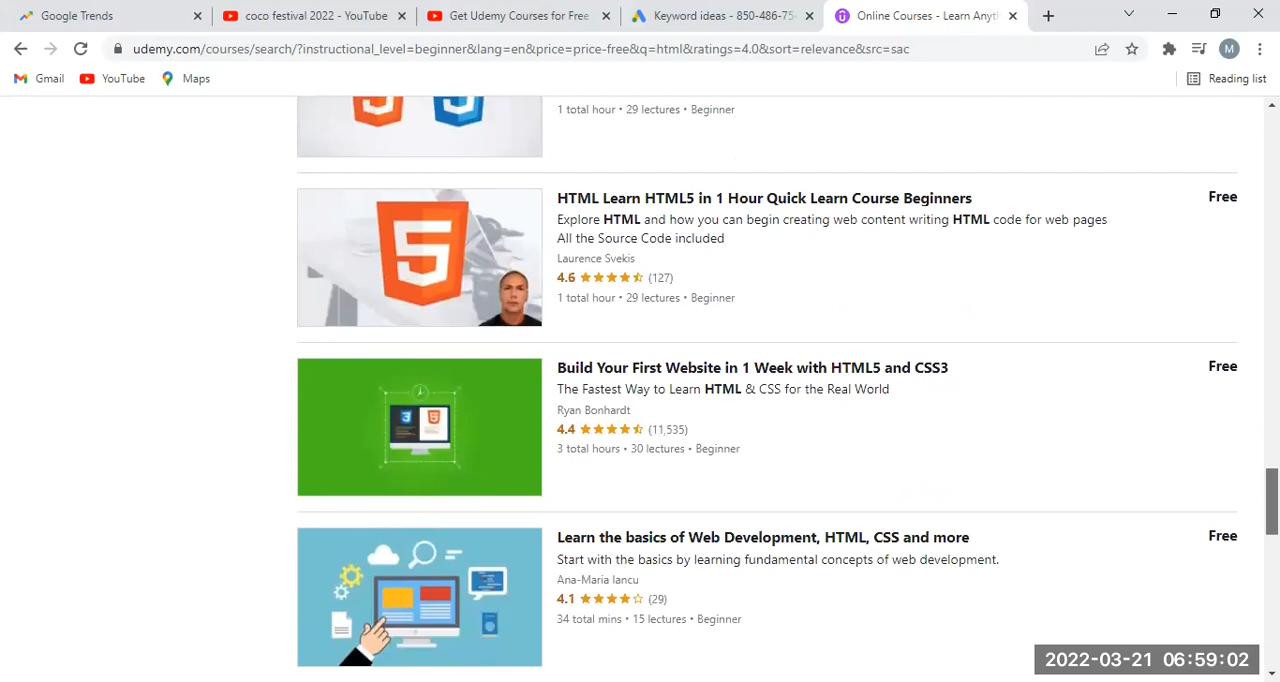 Google Trends
coco festival 2022 - YouTube
Get Udemy Courses for Free
Keyword ideas - 850-486-75
Online Courses - Learn Anyth
udemy.com/courses/search/?instructional_level=beginner&lang=en&price=price-free&q=html&ratings=4.0&sort=relevance&src=sac
M
Gmail
YouTube
Maps
Reading list
1 total hour • 29 lectures • Beginner
HTML Learn HTML5 in 1 Hour Quick Learn Course Beginners
Free
Explore HTML and how you can begin creating web content writing HTML code for web pages
All the Source Code included
Laurence Svekis
4.6 (127)
1 total hour • 29 lectures • Beginner
Build Your First Website in 1 Week with HTML5 and CSS3
Free
The Fastest Way to Learn HTML & CSS for the Real World
Ryan Bonhardt
4.4 (11,535)
3 total hours • 30 lectures • Beginner
Learn the basics of Web Development, HTML, CSS and more
Free
Start with the basics by learning fundamental concepts of web development.
Ana-Maria Iancu
4.1 (29)
34 total mins • 15 lectures • Beginner
2022-03-21 06:59:02